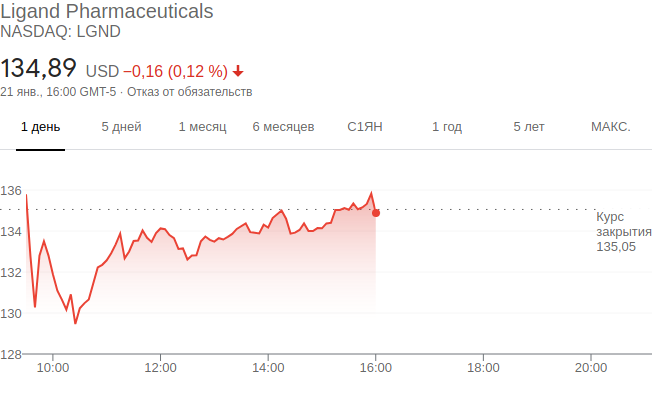 Ligand Pharmaceuticals
NASDAQ: LGND
134,89 USD −0,16 (0,12 %)
21 янв., 16:00 GMT-5 · Отказ от обязательств
1 день 5 дней 1 месяц 6 месяцев С1ЯН 1 год 5 лет МАКС.
136
134
132
130
128
Курс
закрытия
135,05
10:00 12:00 14:00 16:00 18:00 20:00